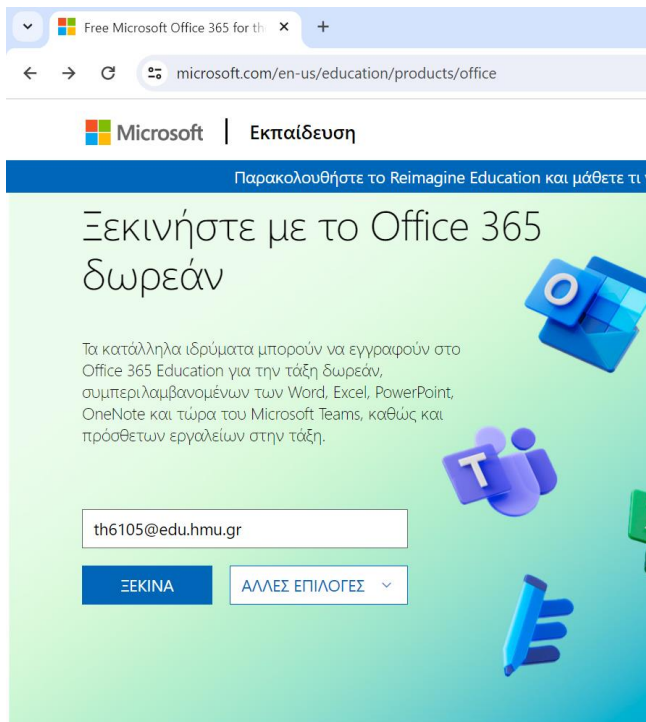 Free Microsoft Office 365 for th
microsoft.com/en-us/education/products/office
Microsoft | Εκπαίδευση
Παρακολουθήστε το Reimagine Education και μάθετε τι
Ξεκινήστε με το Office 365
δωρεάν
Τα κατάλληλα ιδρύματα μπορούν να εγγραφούν στο
Office 365 Education για την τάξη δωρεάν,
συμπεριλαμβανομένων των Word, Excel, PowerPoint,
OneNote και τώρα του Microsoft Teams, καθώς και
πρόσθετων εργαλείων στην τάξη.
th6105@edu.hmu.gr
ΞΕΚΙΝΑ
ΑΛΛΕΣ ΕΠΙΛΟΓΕΣ